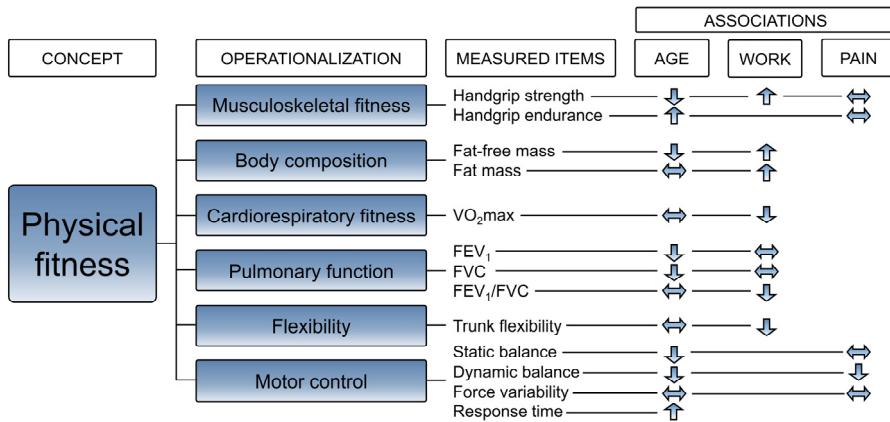 ASSOCIATIONS
CONCEPT OPERATIONALIZATION MEASURED ITEMS AGE WORK PAIN
Musculoskeletal fitness
Handgrip strength
Handgrip endurance
Body composition
Fat-free mass
Fat mass
Physical
fitness
Cardiorespiratory fitness
VO₂max
Pulmonary function
FEV₁
FVC
FEV₁/FVC
Flexibility
Trunk flexibility
Motor control
Static balance
Dynamic balance
Force variability
Response time